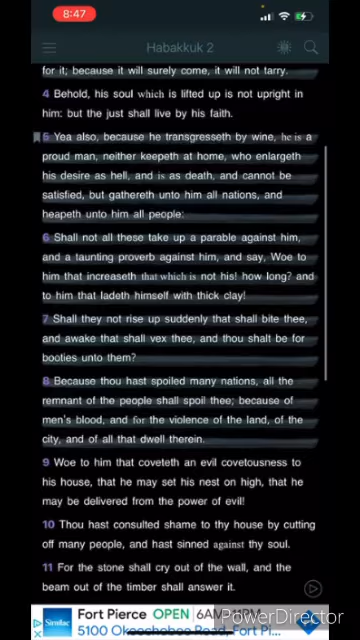 8:47
Habakkuk 2
for it; because it will surely come, it will not tarry.
4 Behold, his soul which is lifted up is not upright in
him: but the just shall live by his faith.
5 Yea also, because he transgresseth by wine, he is a
proud man, neither keepeth at home, who enlargeth
his desire as hell, and is as death, and cannot be
satisfied, but gathereth unto him all nations, and
heapeth unto him all people:
6 Shall not all these take up a parable against him,
and a taunting proverb against him, and say, Woe to
him that increaseth that which is not his! how long? and
to him that ladeth himself with thick clay!
7 Shall they not rise up suddenly that shall bite thee,
and awake that shall vex thee, and thou shalt be for
booties unto them?
8 Because thou hast spoiled many nations, all the
remnant of the people shall spoil thee; because of
men's blood, and for the violence of the land, of the
city, and of all that dwell therein.
9 Woe to him that coveteth an evil covetousness to
his house, that he may set his nest on high, that he
may be delivered from the power of evil!
10 Thou hast consulted shame to thy house by cutting
off many people, and hast sinned against thy soul.
11 For the stone shall cry out of the wall, and the
beam out of the timber shall answer it.
Fort Pierce OPEN 6AM
5100 Okeechobee Road, Fort Pi...
PowerDirector